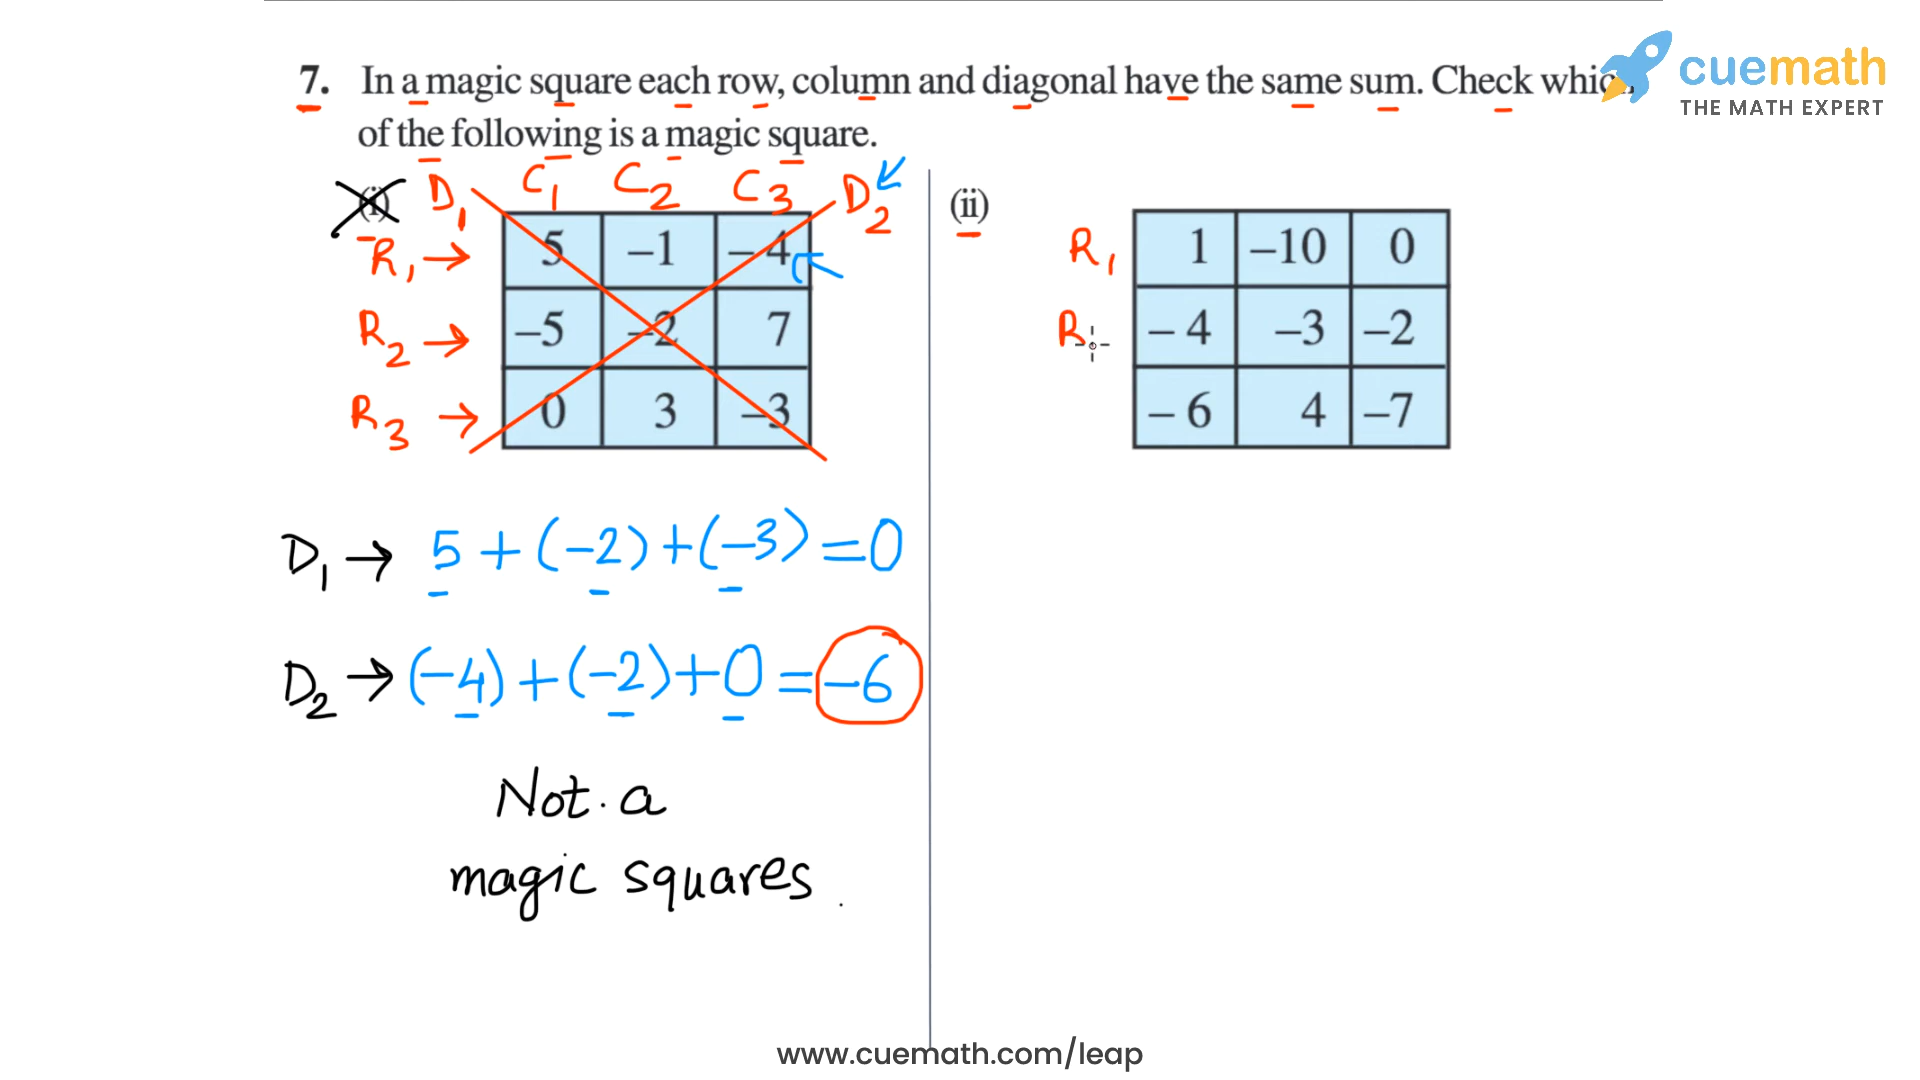 7. In a magic square each row, column and diagonal have the same sum. Check which
of the following is a magic square.
cuemath
THE MATH EXPERT
(i) D1 C1 C2 C3 D2
R1 → 5 –1 – 4
R2 → –5 –2 7
R3 → 0 3 –3
D1 → 5 + (-2) + (-3) = 0
D2 → (-4) + (-2) + 0 = -6
Not. a
magic squares.
(ii)
R1 1 –10 0
R – 4 –3 –2
– 6 4 –7
www.cuemath.com/leap